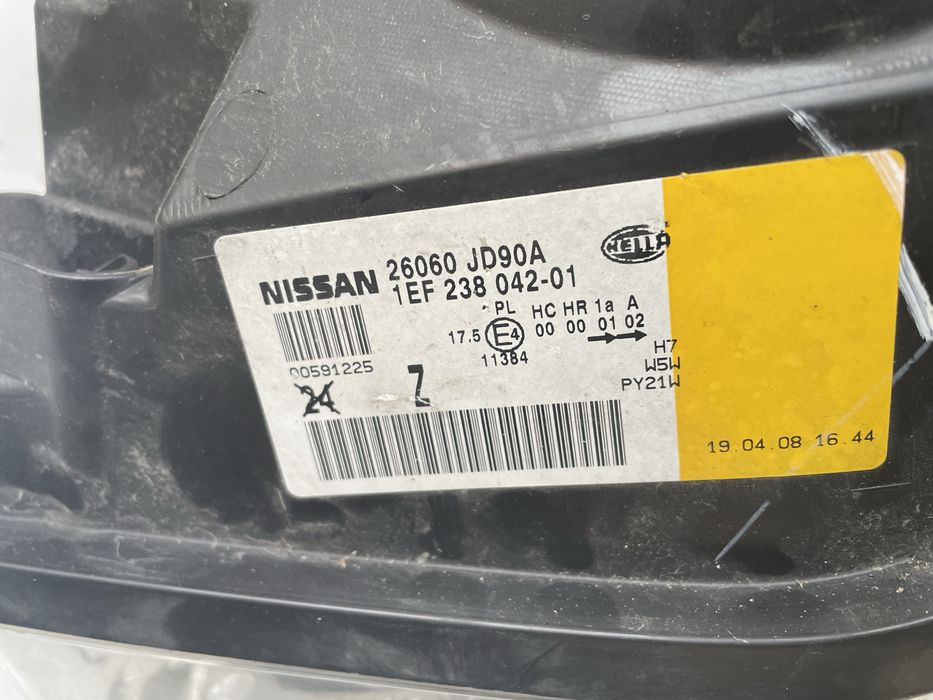 NISSAN 26060 JD90A
1EF 238 042-01
HELLA
PL HC HR 1a A
17.5 E4 00 00 01 02
11384
H7
W5W
PY21W
00591225
24 Z
19.04.08 16.44